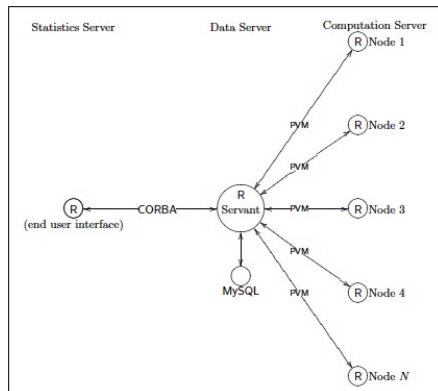 Statistics Server
Data Server
Computation Server
R Node 1
PVM
R Node 2
PVM
R
Servant
R
CORBA
PVM
R Node 3
(end user interface)
MySQL
PVM
R Node 4
PVM
R Node N